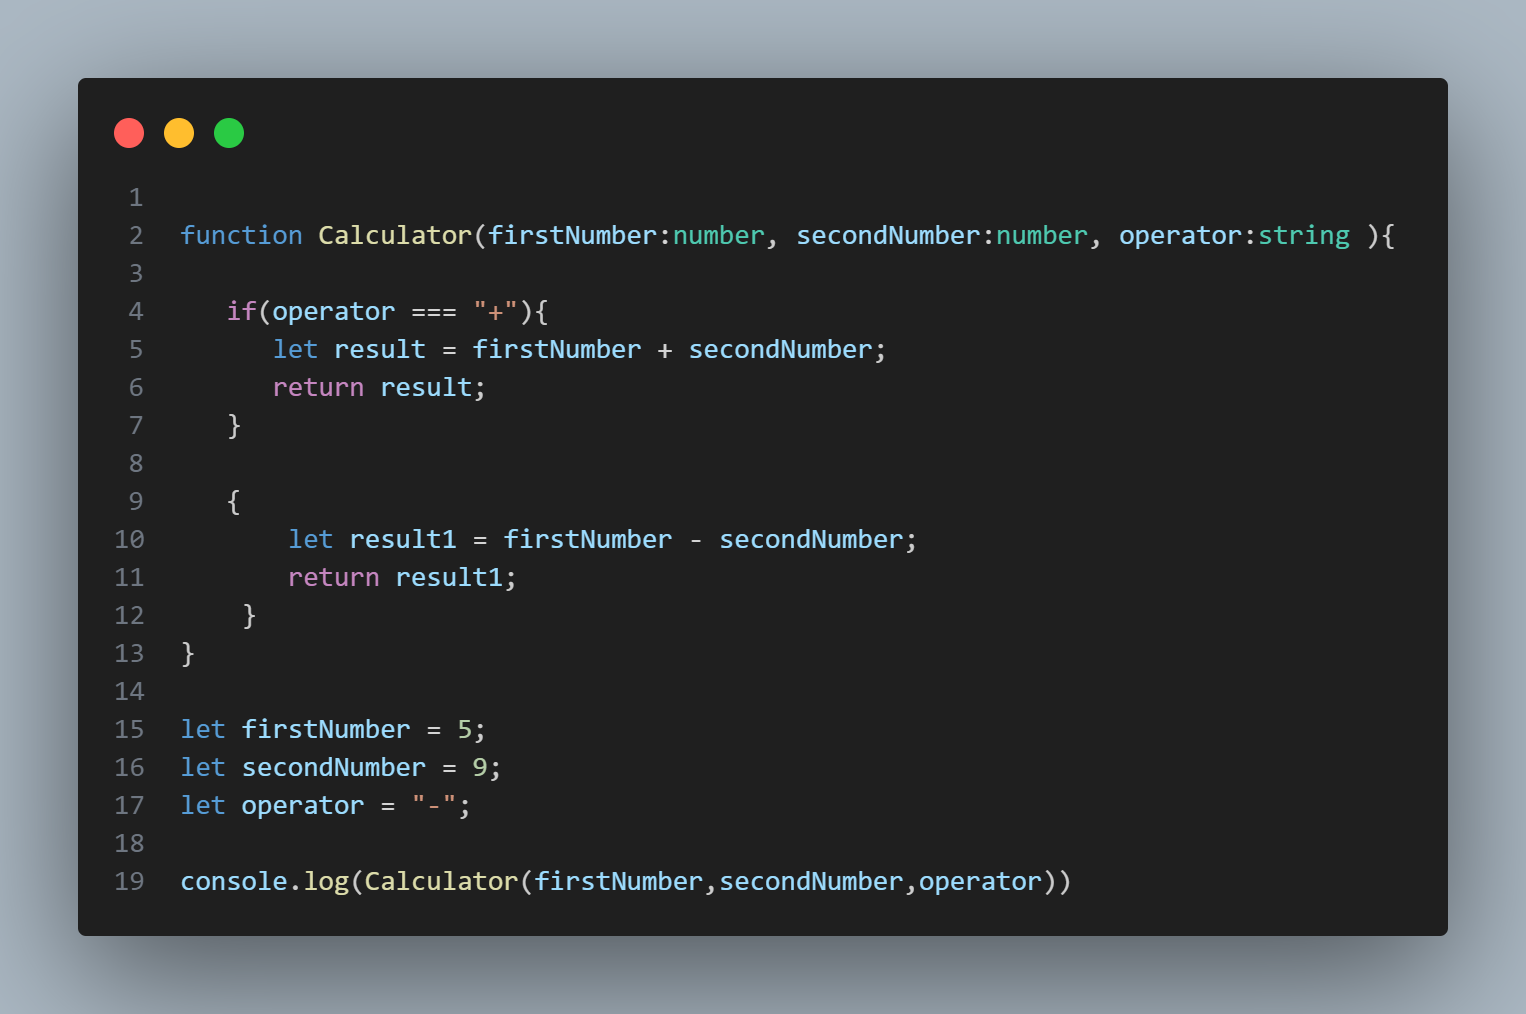 1
2 function Calculator(firstNumber:number, secondNumber:number, operator:string ){
3
4    if(operator === "+"){
5       let result = firstNumber + secondNumber;
6       return result;
7    }
8
9    {
10        let result1 = firstNumber - secondNumber;
11        return result1;
12     }
13 }
14
15 let firstNumber = 5;
16 let secondNumber = 9;
17 let operator = "-";
18
19 console.log(Calculator(firstNumber,secondNumber,operator))